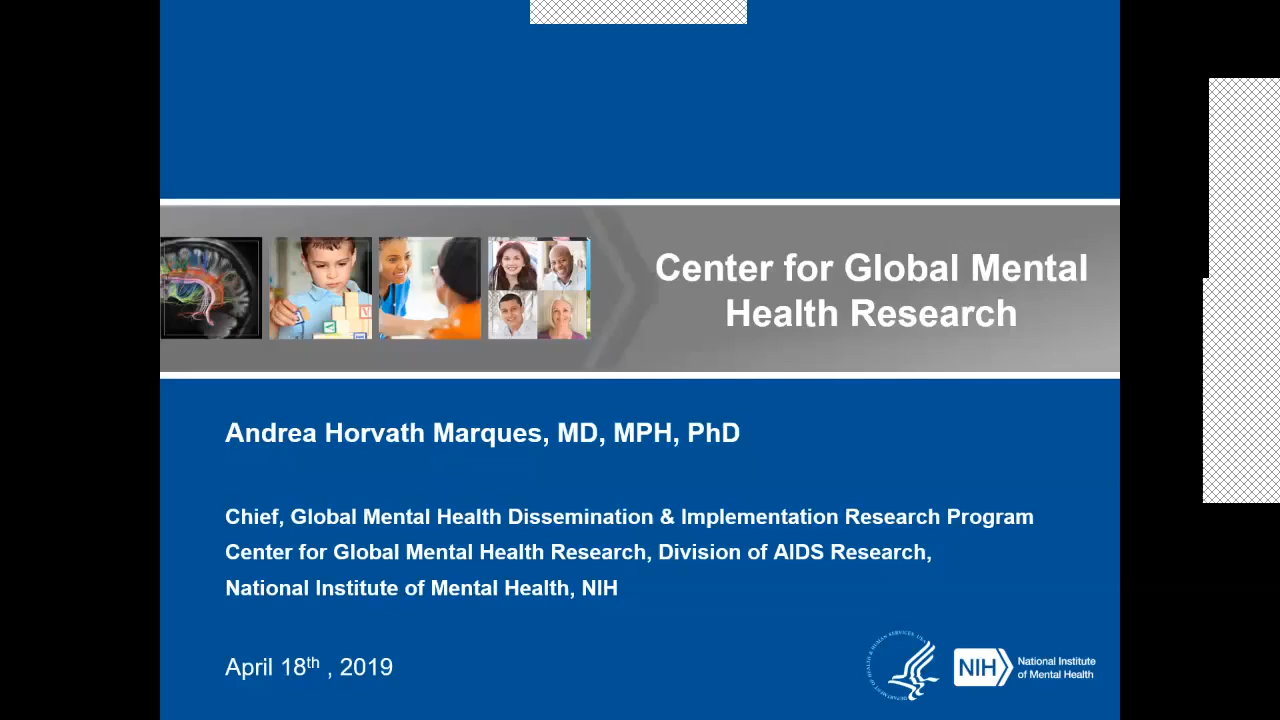 Center for Global Mental
Health Research
Andrea Horvath Marques, MD, MPH, PhD
Chief, Global Mental Health Dissemination & Implementation Research Program
Center for Global Mental Health Research, Division of AIDS Research,
National Institute of Mental Health, NIH
April 18th , 2019
NIH
National Institute
of Mental Health